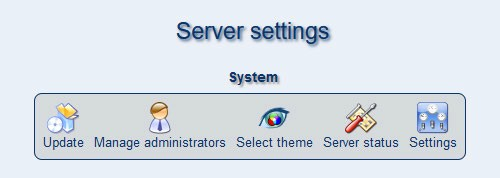 Server settings
System
Update Manage administrators Select theme Server status Settings